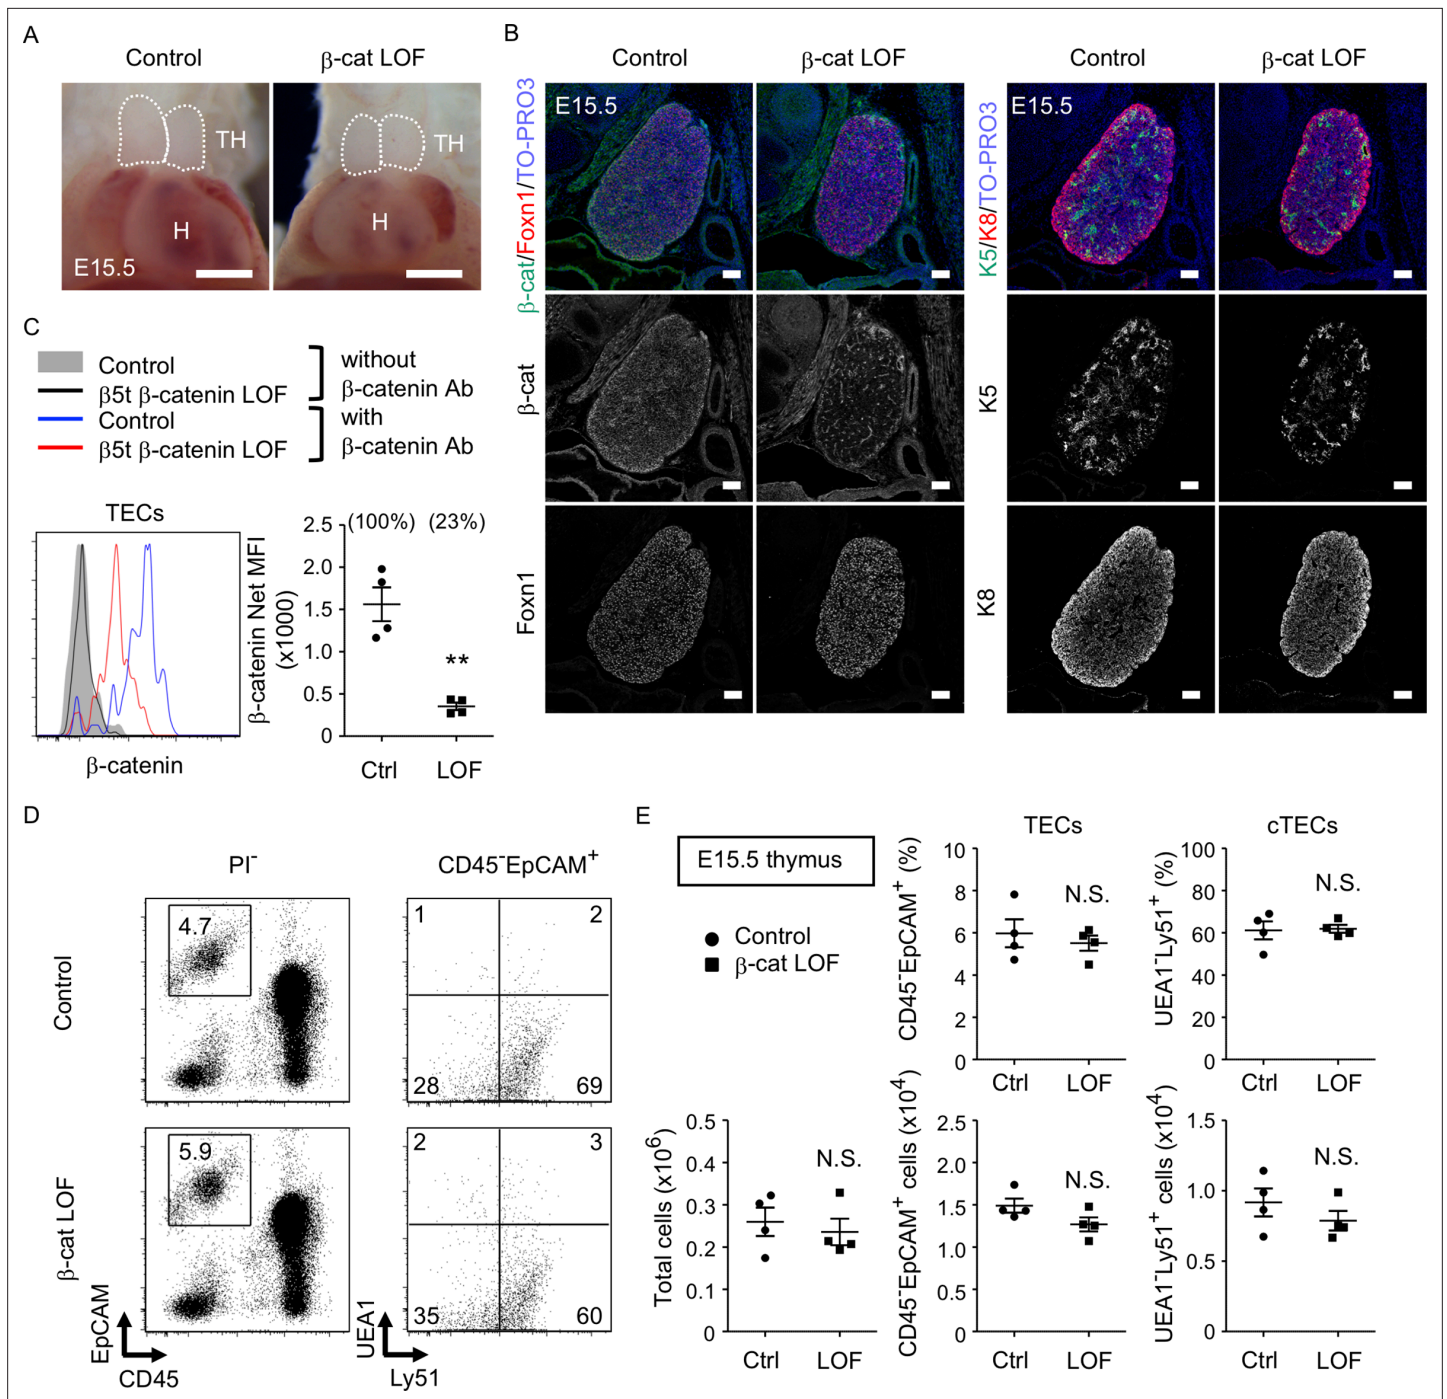 A
Control
β-cat LOF
TH
TH
H
H
E15.5
B
Control
β-cat LOF
Control
β-cat LOF
E15.5
E15.5
β-cat/Foxn1/TO-PRO3
β-cat
Foxn1
K5/K8/TO-PRO3
K5
K8
C
Control
β5t β-catenin LOF
without
β-catenin Ab
Control
β5t β-catenin LOF
with
β-catenin Ab
TECs
β-catenin
β-catenin Net MFI
(x1000)
2.5
2.0
1.5
1.0
0.5
0
(100%)
(23%)
**
Ctrl
LOF
D
PI⁻
CD45⁻EpCAM⁺
Control
4.7
1
2
28
69
β-cat LOF
5.9
2
3
35
60
EpCAM
CD45
UEA1
Ly51
E
E15.5 thymus
Control
β-cat LOF
TECs
CD45⁻EpCAM⁺ (%)
10
8
6
4
2
0
N.S.
Ctrl
LOF
cTECs
UEA1⁻Ly51⁺ (%)
100
80
60
40
20
0
N.S.
Ctrl
LOF
Total cells (x10⁶)
0.5
0.4
0.3
0.2
0.1
0
N.S.
Ctrl
LOF
CD45⁻EpCAM⁺ cells (x10⁴)
2.5
2.0
1.5
1.0
0.5
0
N.S.
Ctrl
LOF
UEA1⁻Ly51⁺ cells (x10⁴)
1.5
1.0
0.5
0
N.S.
Ctrl
LOF